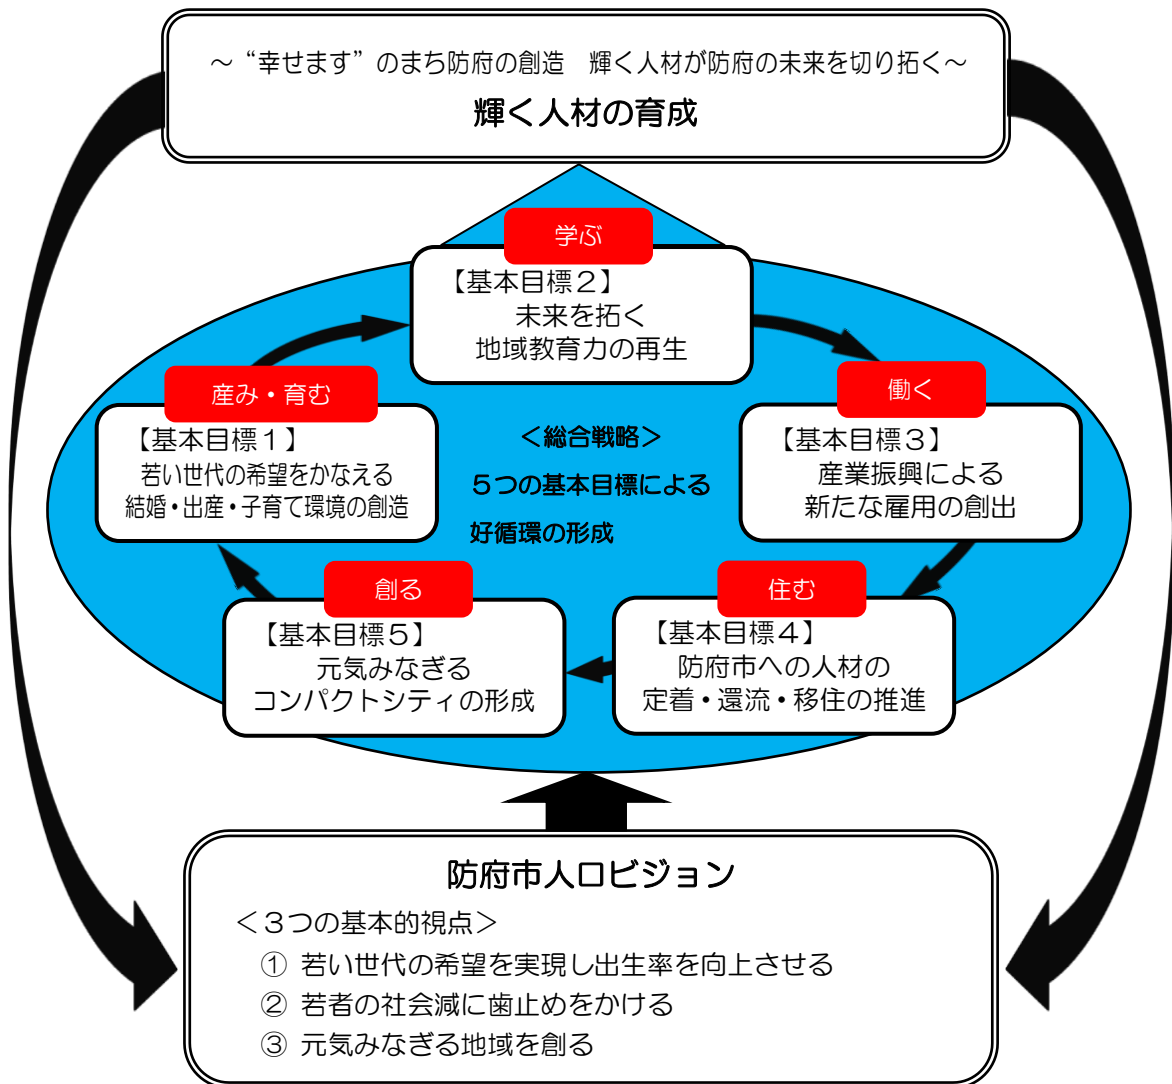 ～“幸せます”のまち防府の創造　輝く人材が防府の未来を切り拓く～
輝く人材の育成
学ぶ
【基本目標２】
未来を拓く
地域教育力の再生
産み・育む
【基本目標１】
若い世代の希望をかなえる
結婚・出産・子育て環境の創造
＜総合戦略＞
５つの基本目標による
好循環の形成
働く
【基本目標３】
産業振興による
新たな雇用の創出
創る
【基本目標５】
元気みなぎる
コンパクトシティの形成
住む
【基本目標４】
防府市への人材の
定着・還流・移住の推進
防府市人口ビジョン
＜３つの基本的視点＞
① 若い世代の希望を実現し出生率を向上させる
② 若者の社会減に歯止めをかける
③ 元気みなぎる地域を創る